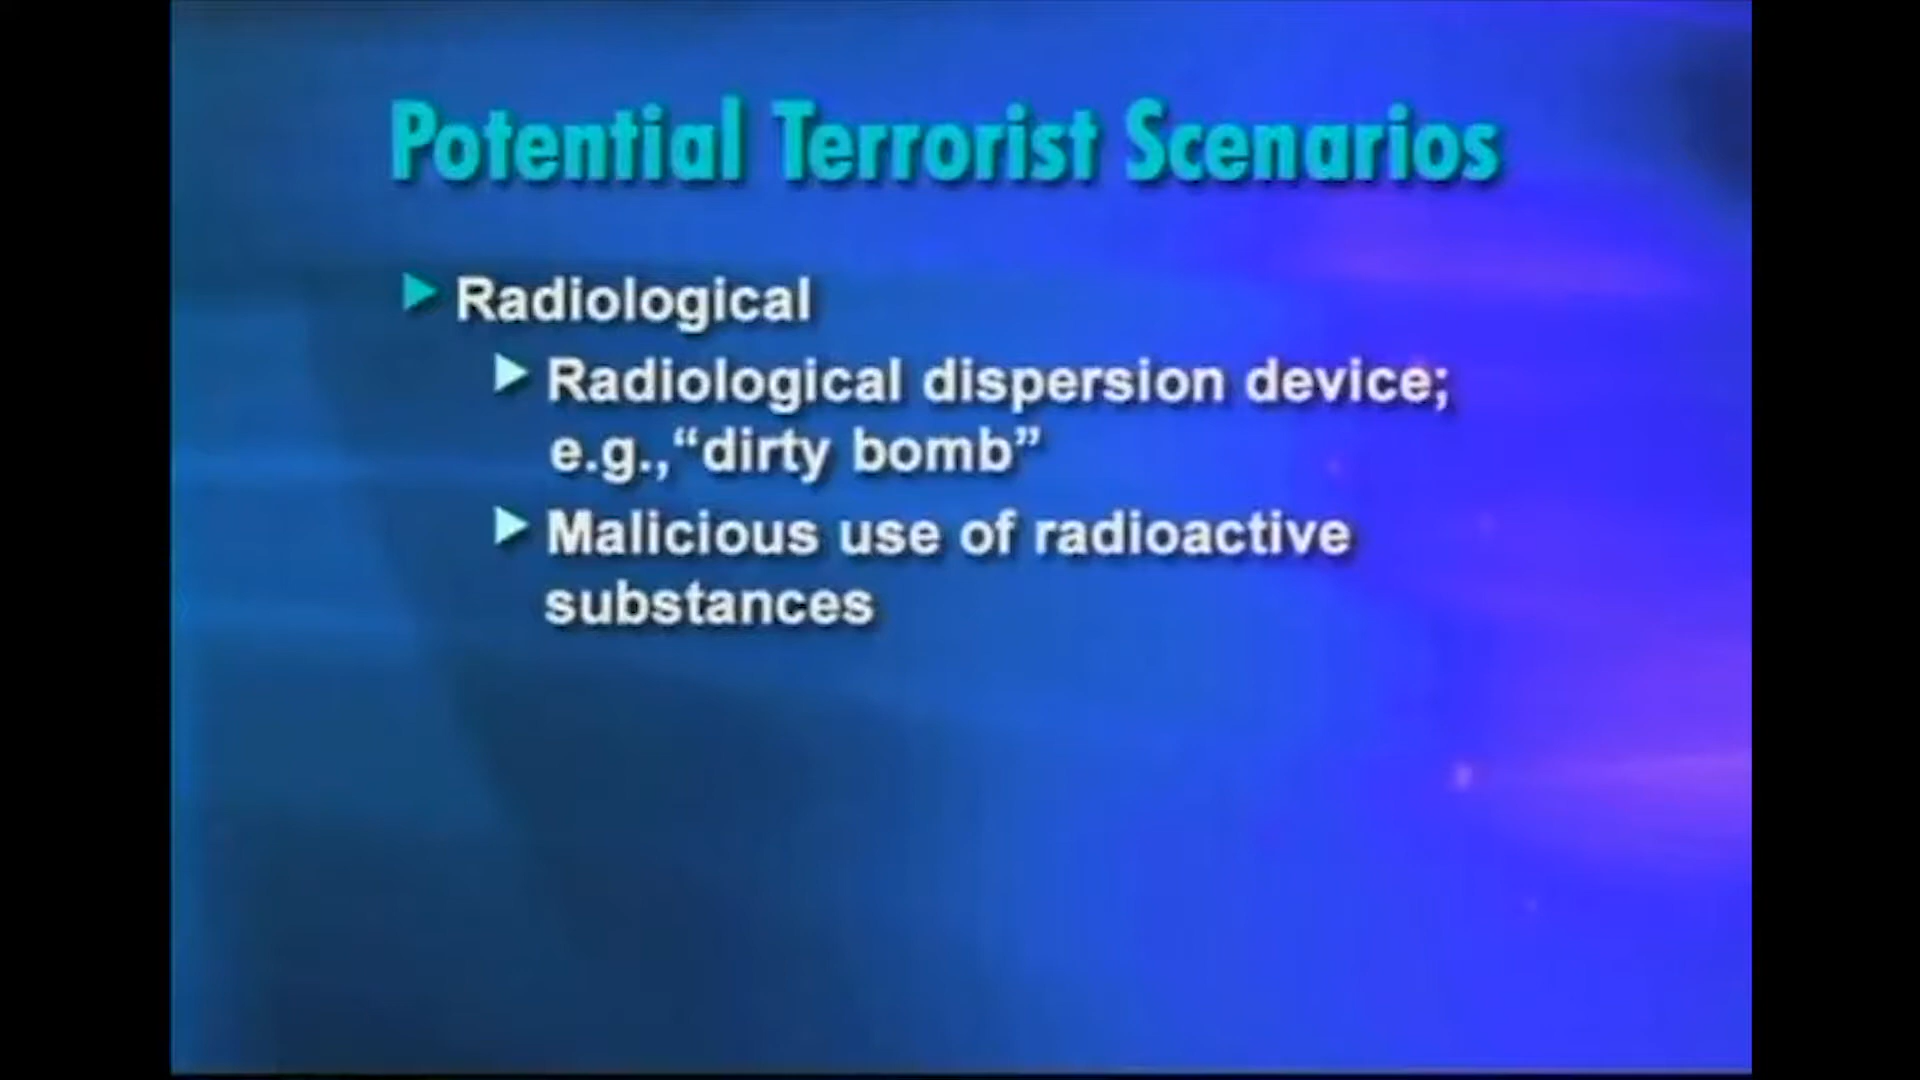 Potential Terrorist Scenarios
Radiological
Radiological dispersion device;
e.g.,“dirty bomb”
Malicious use of radioactive
substances